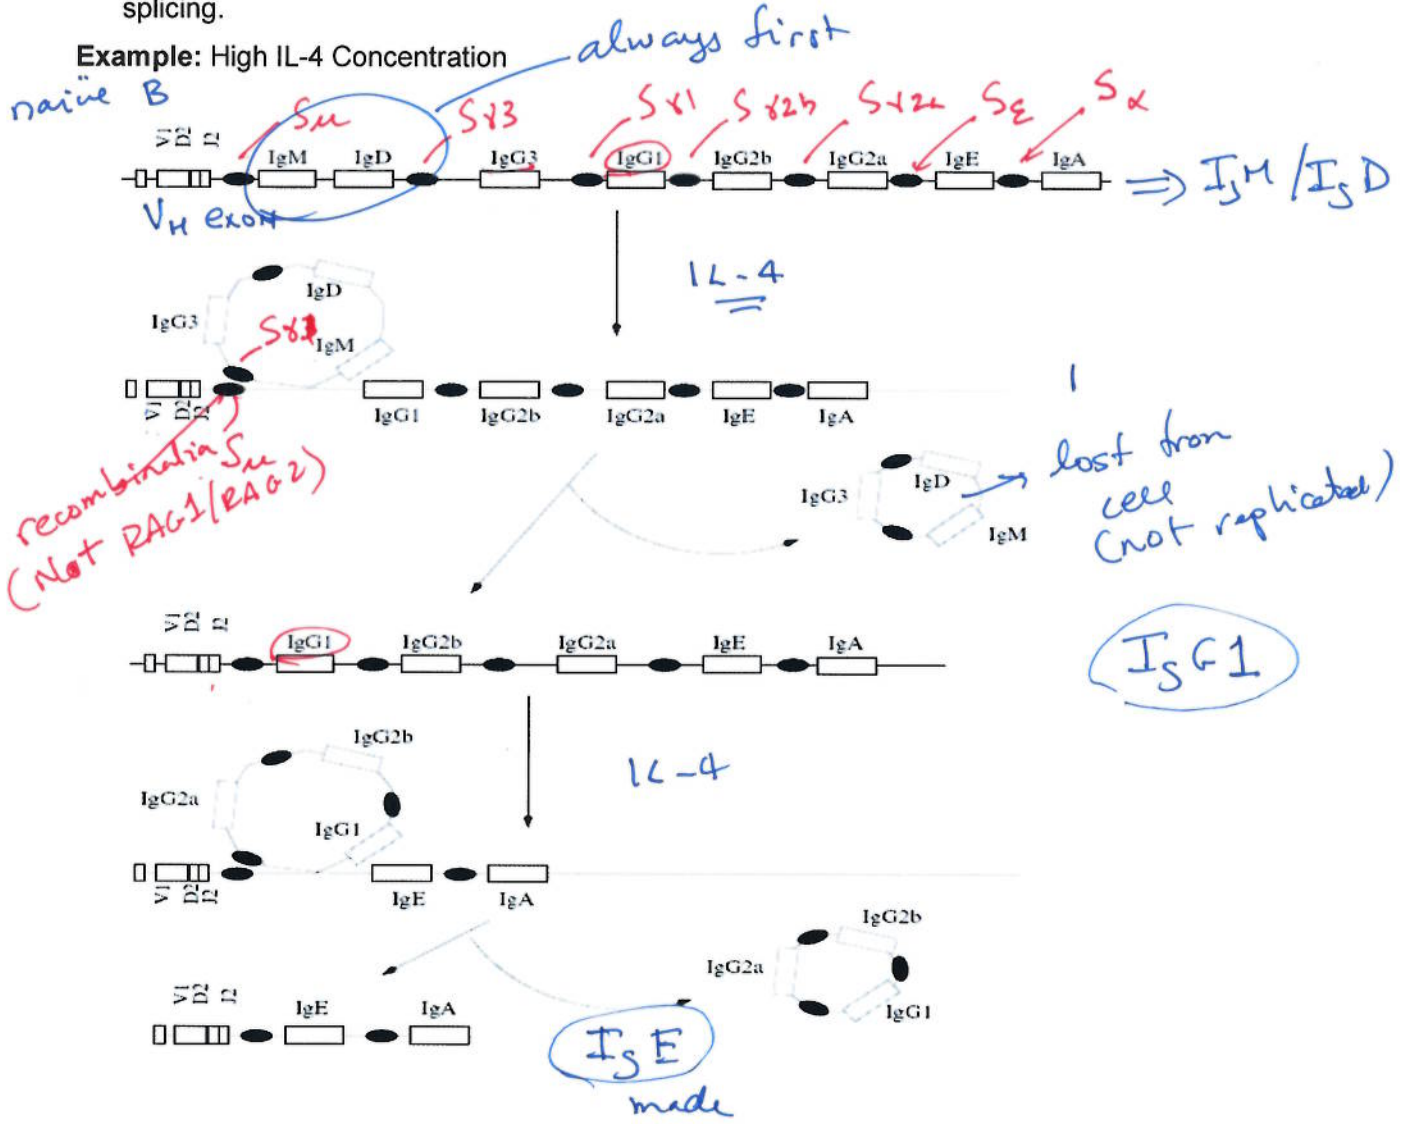 splicing.
Example: High IL-4 Concentration
always first
naïve B
Sμ
Sγ3
Sγ1
Sγ2b
Sγ2a
Sε
Sα
V1 D2 J2
IgM IgD IgG3 IgG1 IgG2b IgG2a IgE IgA
⇒ IgM/IgD
VH exon
IL-4
IgD
IgG3
Sγ1
IgM
V1 D2 J2
IgG1 IgG2b IgG2a IgE IgA
Sμ
recombination
(Not RAG1/RAG2)
IgG3
IgD
IgM
lost from
cell
(not replicated)
V1 D2 J2
IgG1 IgG2b IgG2a IgE IgA
IgG1
IgG2b
IgG2a
IgG1
IL-4
V1 D2 J2
IgE IgA
IgG2b
IgG2a
IgG1
V1 D2 J2
IgE IgA
IgE
made